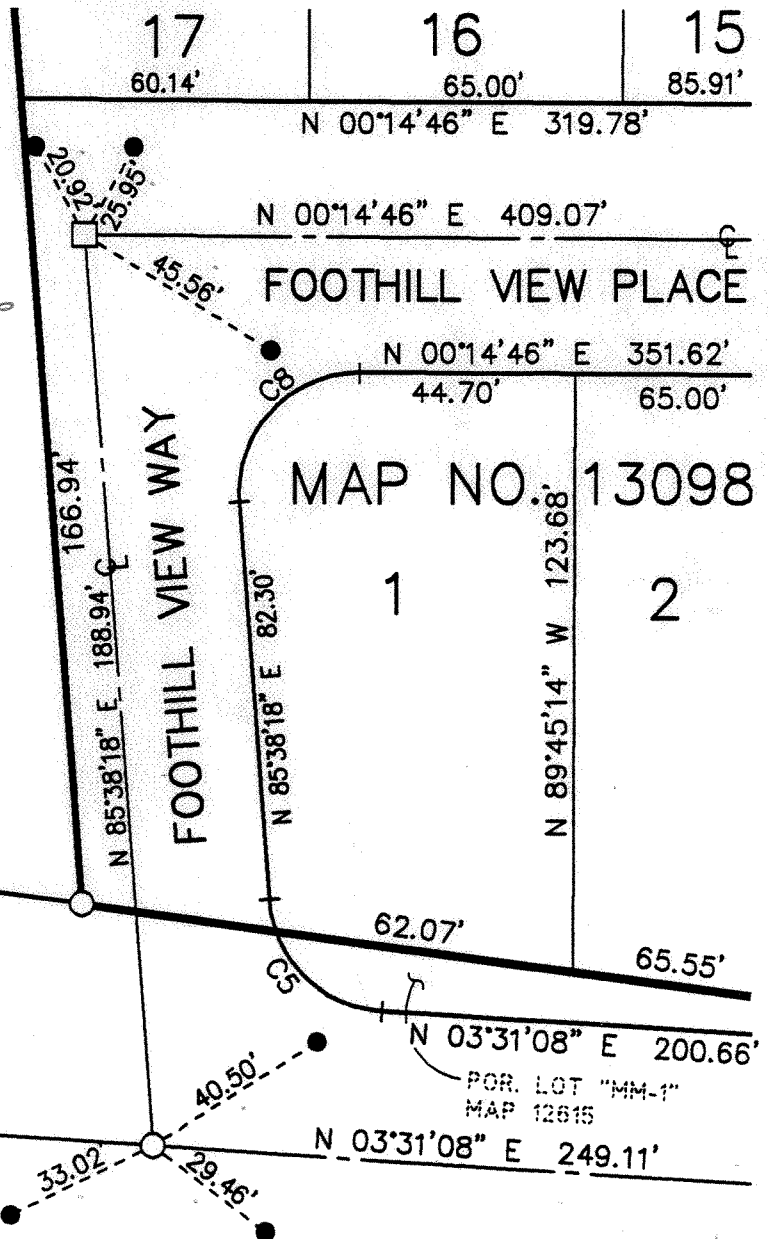 17 16 15
60.14' 65.00' 85.91'
N 00°14'46" E 319.78'
20.92'
25.95'
N 00°14'46" E 409.07'
℄
45.56'
FOOTHILL VIEW PLACE
N 00°14'46" E 351.62'
C8
44.70' 65.00'
MAP NO. 13098
166.94'
℄
N 85°38'18" E 188.94'
FOOTHILL VIEW WAY
N 85°38'18" E 82.30'
1
N 89°45'14" W 123.68'
2
62.07'
65.55'
C5
N 03°31'08" E 200.66'
POR. LOT "MM-1"
MAP 12615
40.50'
N 03°31'08" E 249.11'
33.02'
29.46'